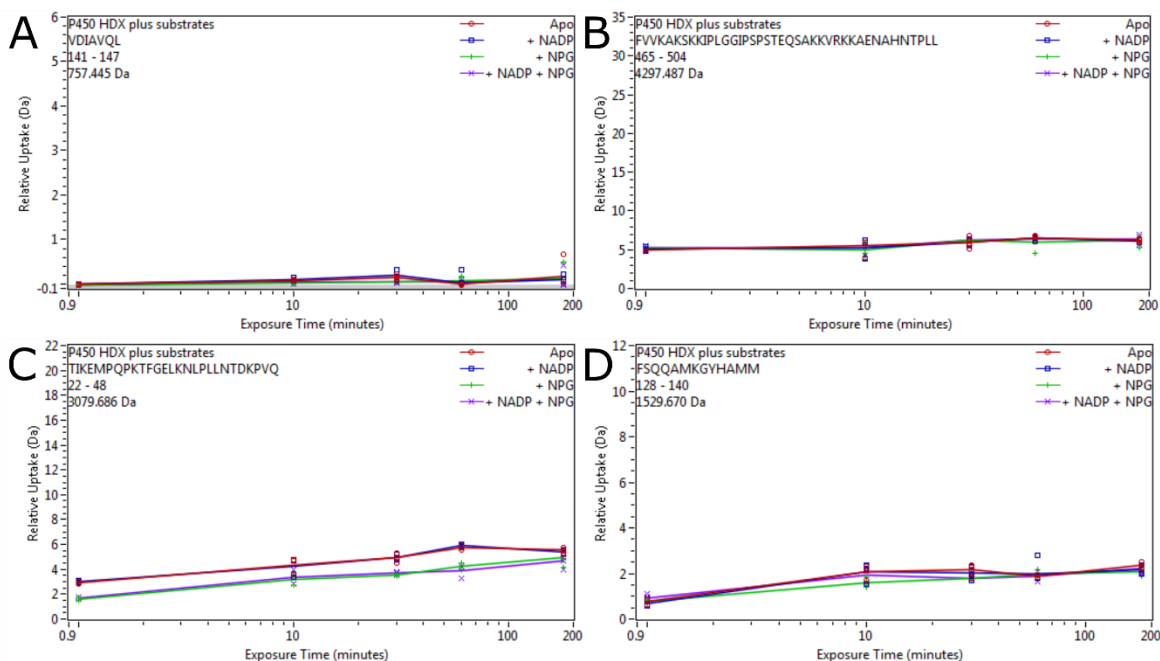 A
P450 HDX plus substrates
VDIAVQL
141 - 147
757.445 Da
Apo
+ NADP
+ NPG
+ NADP + NPG
Relative Uptake (Da)
6
5
4
3
2
1
-0.1
0.9
10
100
200
Exposure Time (minutes)
B
P450 HDX plus substrates
FVVKAKSKKIPLGGIPSPSTEQSAKKVRKKAENAHNTPLL
465 - 504
4297.487 Da
Apo
+ NADP
+ NPG
+ NADP + NPG
Relative Uptake (Da)
35
30
25
20
15
10
5
0
0.9
10
100
200
Exposure Time (minutes)
C
P450 HDX plus substrates
TIKEMPQPKTFGELKNLPLLNTDKPVQ
22 - 48
3079.686 Da
Apo
+ NADP
+ NPG
+ NADP + NPG
Relative Uptake (Da)
22
20
18
16
14
12
10
8
6
4
2
0
0.9
10
100
200
Exposure Time (minutes)
D
P450 HDX plus substrates
FSQQAMKGYHAMM
128 - 140
1529.670 Da
Apo
+ NADP
+ NPG
+ NADP + NPG
Relative Uptake (Da)
12
10
8
6
4
2
0
0.9
10
100
200
Exposure Time (minutes)